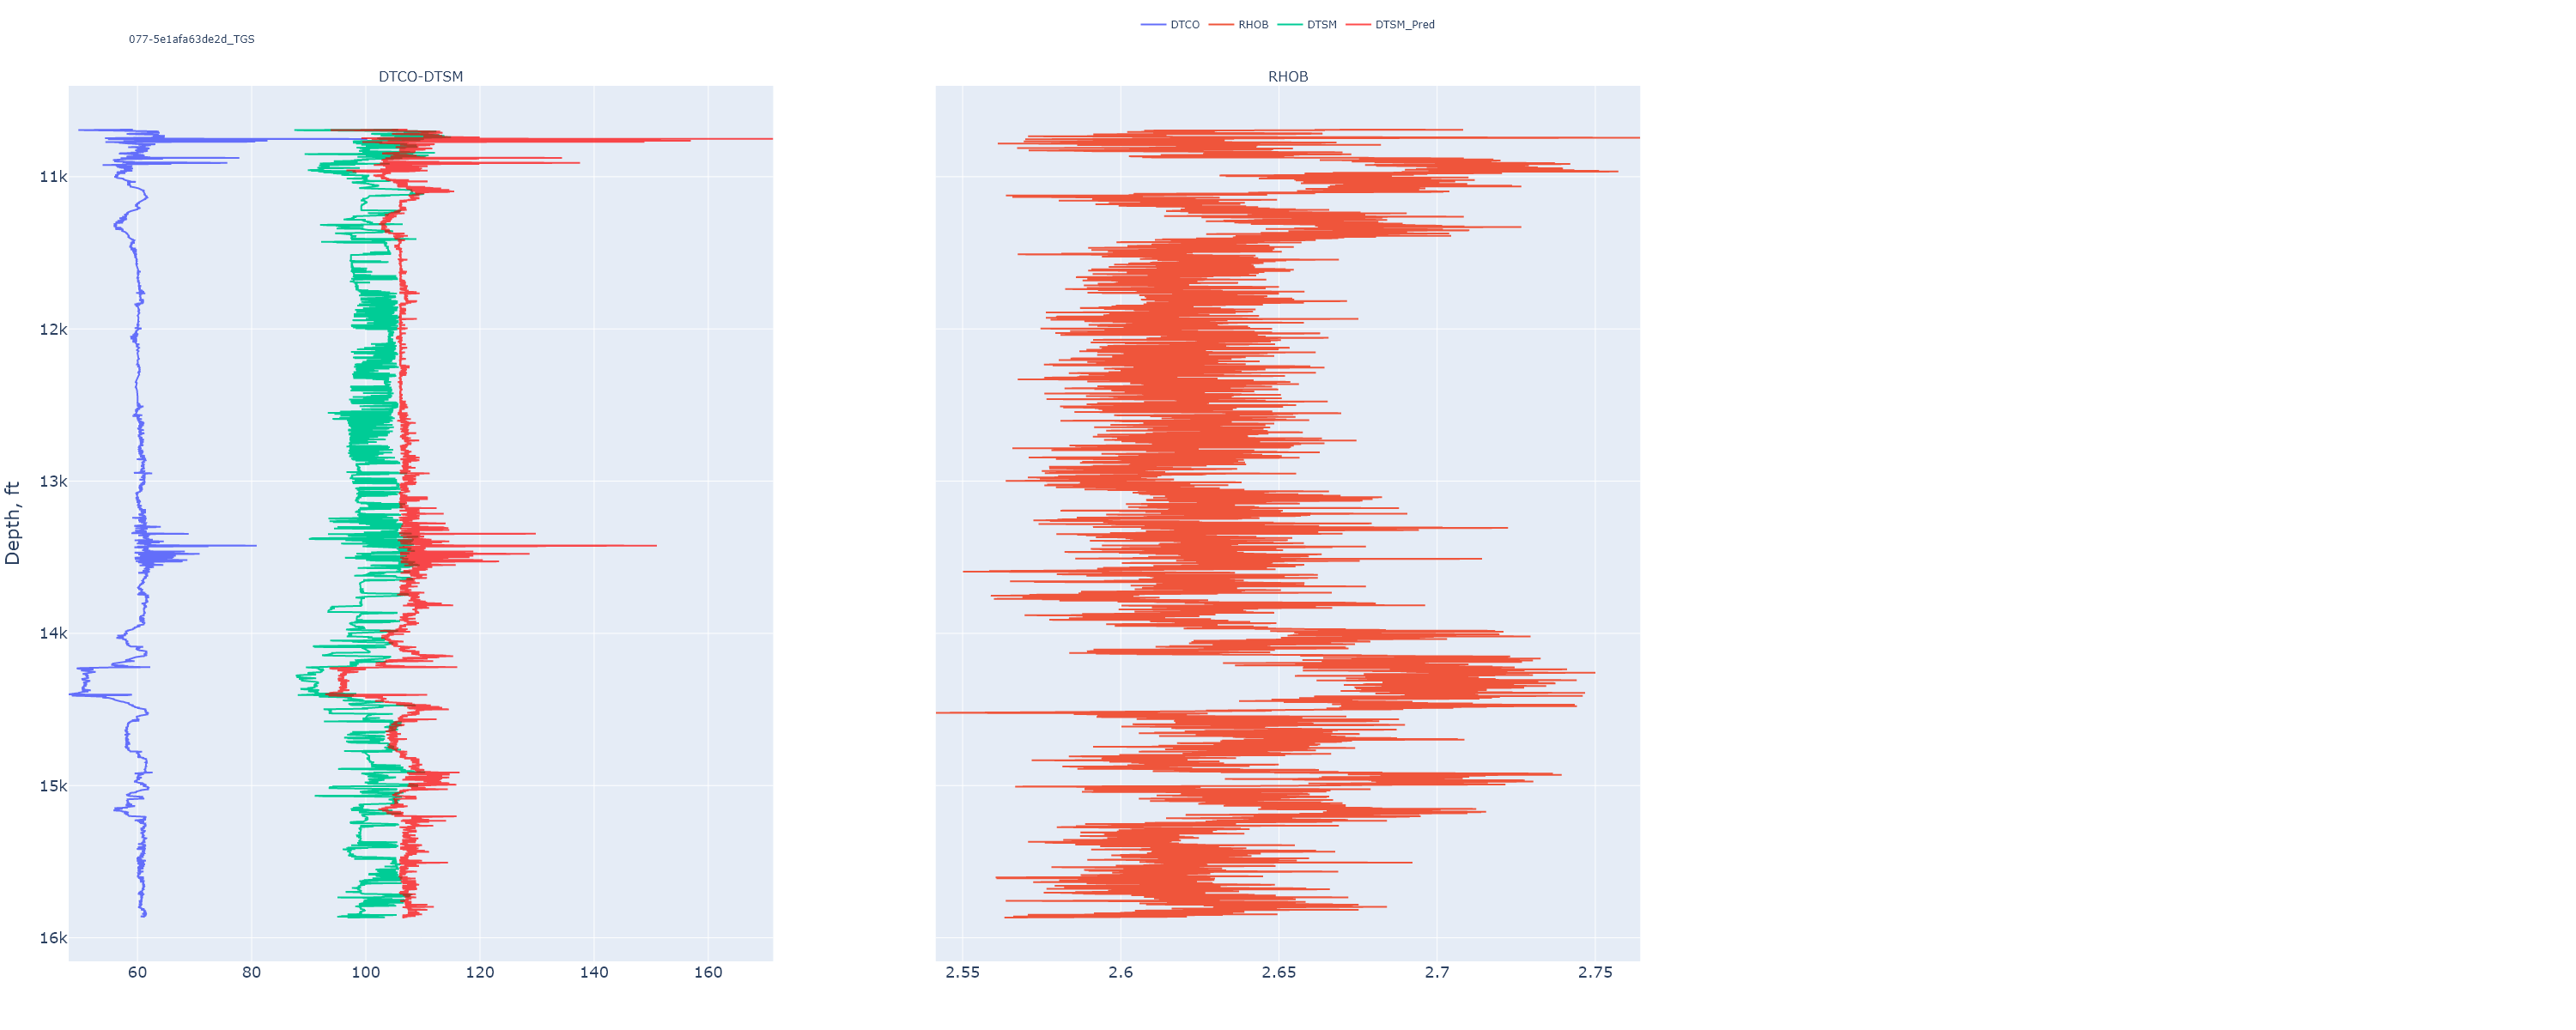 DTCO RHOB DTSM DTSM_Pred
077-5e1afa63de2d_TGS
DTCO-DTSM RHOB
Depth, ft
11k
12k
13k
14k
15k
16k
60 80 100 120 140 160 2.55 2.6 2.65 2.7 2.75